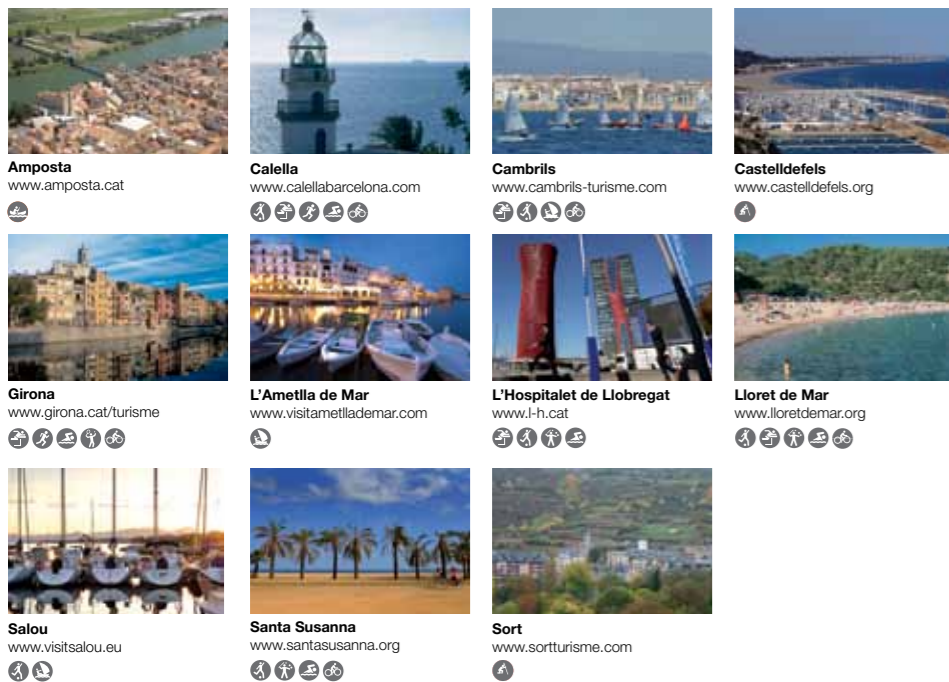 Amposta
www.amposta.cat
Calella
www.calellabarcelona.com
Cambrils
www.cambrils-turisme.com
Castelldefels
www.castelldefels.org
Girona
www.girona.cat/turisme
L'Ametlla de Mar
www.visitametllademar.com
L'Hospitalet de Llobregat
www.l-h.cat
Lloret de Mar
www.lloretdemar.org
Salou
www.visitsalou.eu
Santa Susanna
www.santasusanna.org
Sort
www.sortturisme.com